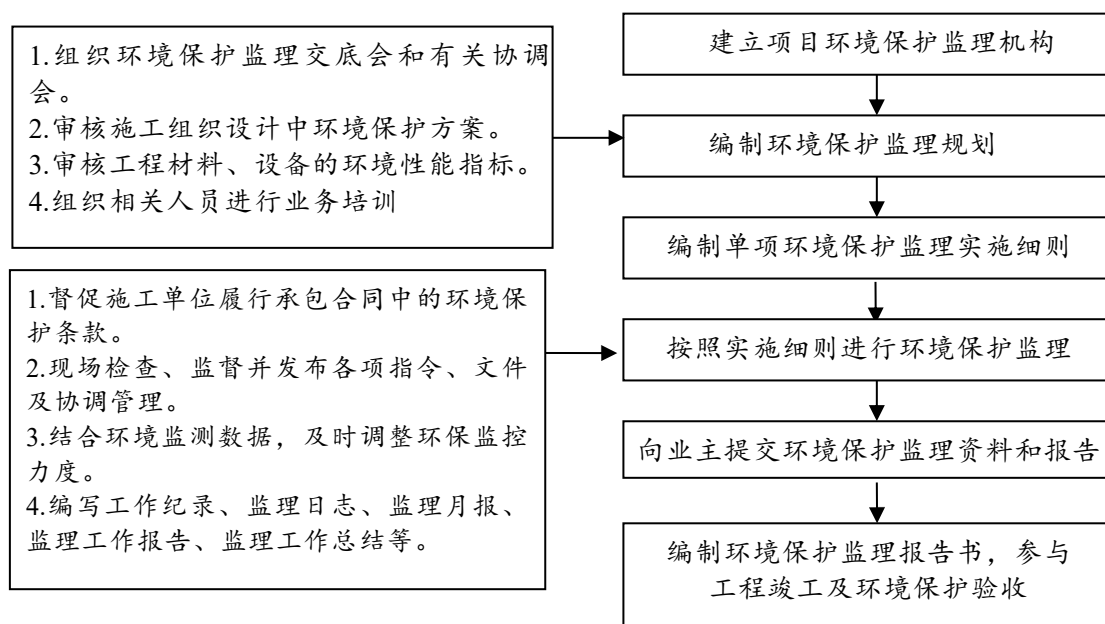 1.组织环境保护监理交底会和有关协调
会。
2.审核施工组织设计中环境保护方案。
3.审核工程材料、设备的环境性能指标。
4.组织相关人员进行业务培训
1.督促施工单位履行承包合同中的环境保
护条款。
2.现场检查、监督并发布各项指令、文件
及协调管理。
3.结合环境监测数据，及时调整环保监控
力度。
4.编写工作纪录、监理日志、监理月报、
监理工作报告、监理工作总结等。
建立项目环境保护监理机构
编制环境保护监理规划
编制单项环境保护监理实施细则
按照实施细则进行环境保护监理
向业主提交环境保护监理资料和报告
编制环境保护监理报告书，参与
工程竣工及环境保护验收